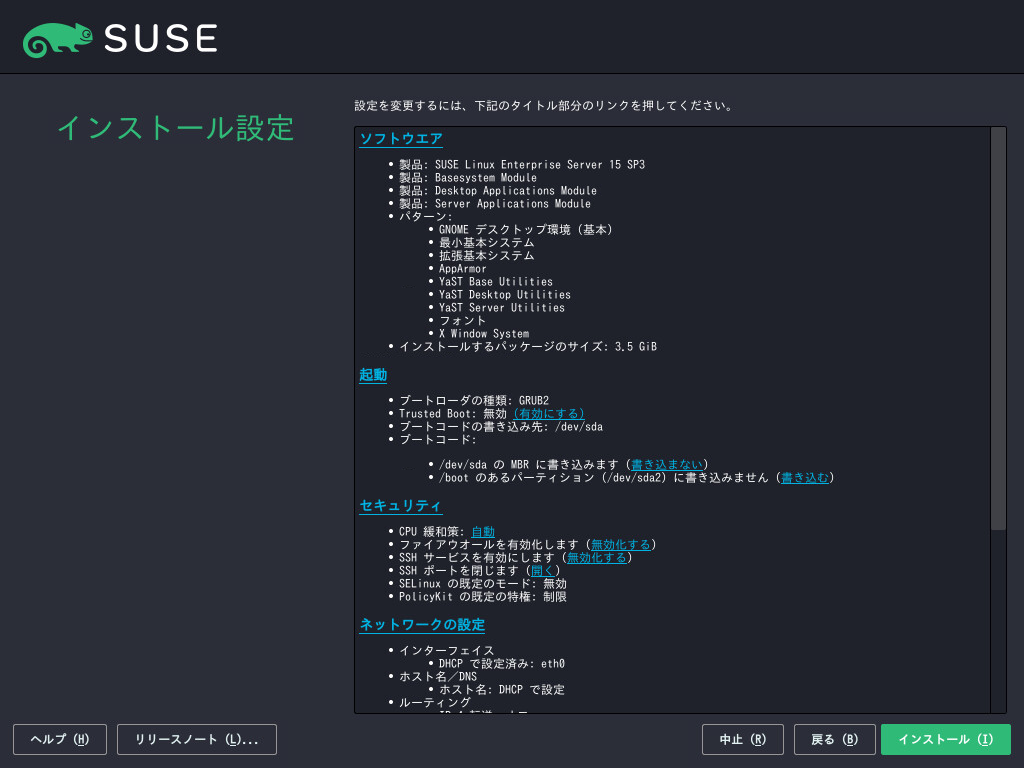 SUSE
インストール設定
設定を変更するには、下記のタイトル部分のリンクを押してください。
ソフトウエア
• 製品: SUSE Linux Enterprise Server 15 SP3
• 製品: Basesystem Module
• 製品: Desktop Applications Module
• 製品: Server Applications Module
• パターン:
• GNOME デスクトップ環境 (基本)
• 最小基本システム
• 拡張基本システム
• AppArmor
• YaST Base Utilities
• YaST Desktop Utilities
• YaST Server Utilities
• フォント
• X Window System
• インストールするパッケージのサイズ: 3.5 GiB
起動
• ブートローダの種類: GRUB2
• Trusted Boot: 無効 (有効にする)
• ブートコードの書き込み先: /dev/sda
• ブートコード:
• /dev/sda の MBR に書き込みます (書き込まない)
• /boot のあるパーティション (/dev/sda2) に書き込みません (書き込む)
セキュリティ
• CPU 緩和策: 自動
• ファイアウオールを有効化します (無効化する)
• SSH サービスを有効にします (無効化する)
• SSH ポートを閉じます (開く)
• SELinux の既定のモード: 無効
• PolicyKit の既定の特権: 制限
ネットワークの設定
• インターフェイス
• DHCP で設定済み: eth0
• ホスト名/DNS
• ホスト名: DHCP で設定
• ルーティング
ヘルプ (H)
リリースノート (L)...
中止 (R)
戻る (B)
インストール (I)